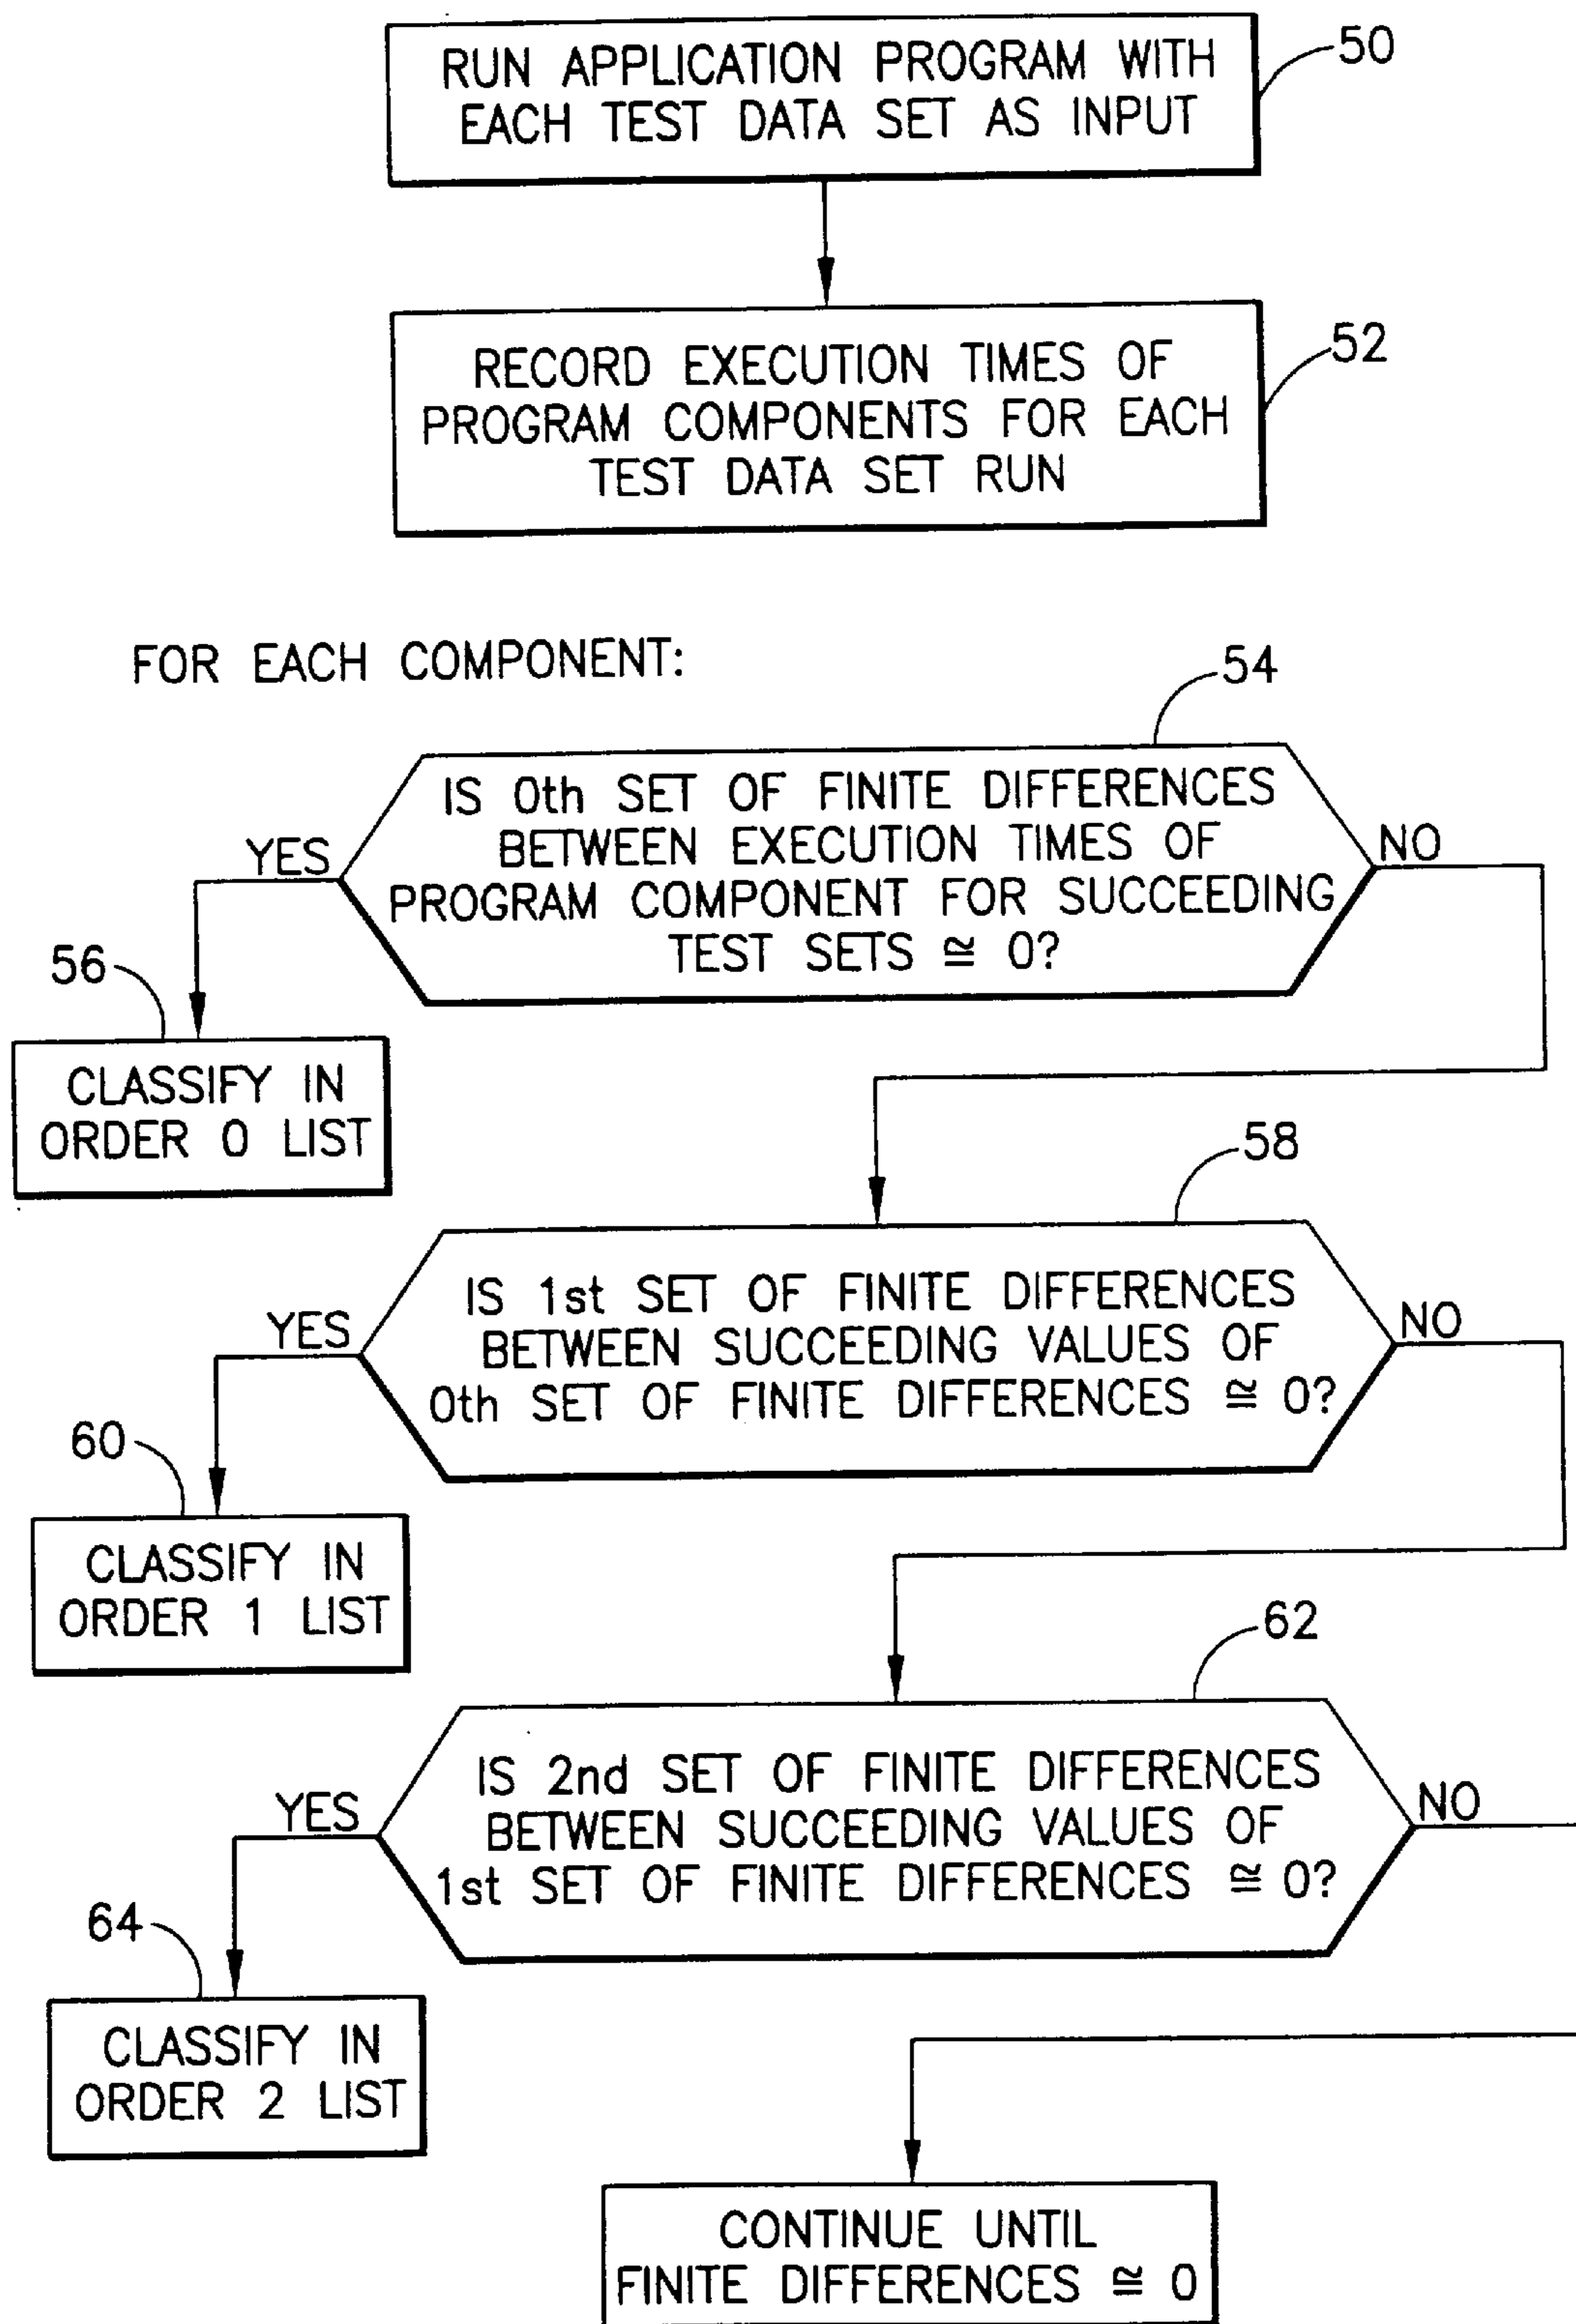 RUN APPLICATION PROGRAM WITH
EACH TEST DATA SET AS INPUT
50
RECORD EXECUTION TIMES OF
PROGRAM COMPONENTS FOR EACH
TEST DATA SET RUN
52
FOR EACH COMPONENT:
54
IS 0th SET OF FINITE DIFFERENCES
BETWEEN EXECUTION TIMES OF
PROGRAM COMPONENT FOR SUCCEEDING
TEST SETS ≅ 0?
YES
NO
56
CLASSIFY IN
ORDER 0 LIST
58
IS 1st SET OF FINITE DIFFERENCES
BETWEEN SUCCEEDING VALUES OF
0th SET OF FINITE DIFFERENCES ≅ 0?
YES
NO
60
CLASSIFY IN
ORDER 1 LIST
62
IS 2nd SET OF FINITE DIFFERENCES
BETWEEN SUCCEEDING VALUES OF
1st SET OF FINITE DIFFERENCES ≅ 0?
YES
NO
64
CLASSIFY IN
ORDER 2 LIST
CONTINUE UNTIL
FINITE DIFFERENCES ≅ 0